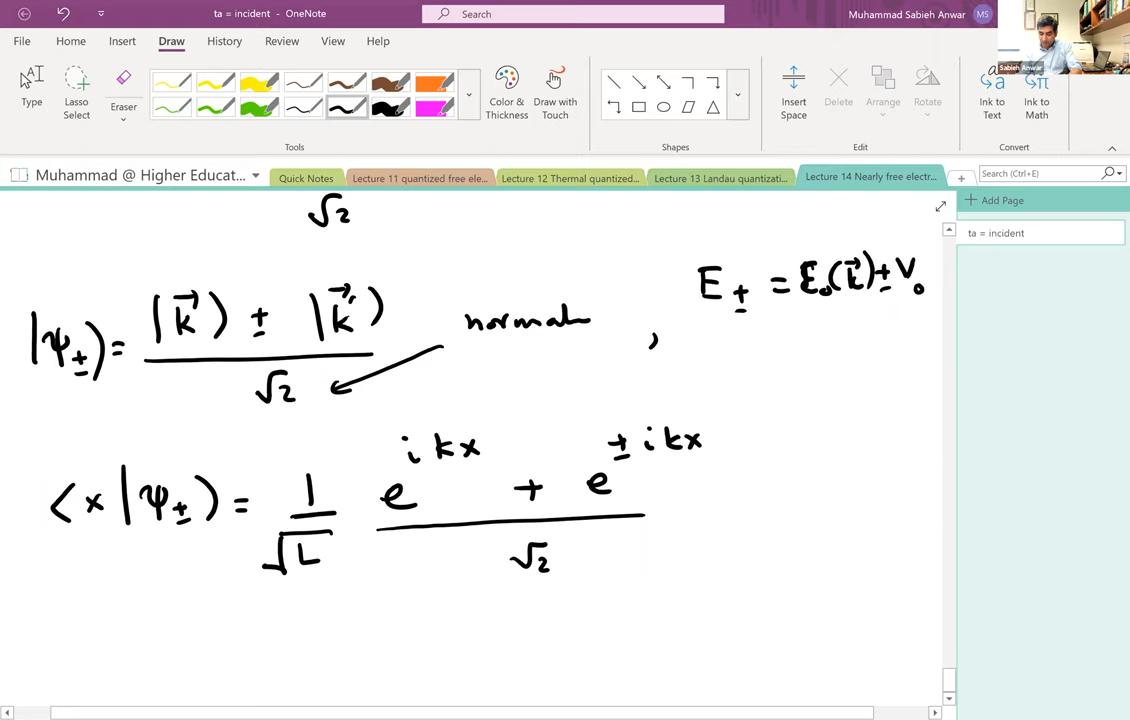 ta = incident - OneNote
Search
Muhammad Sabieh Anwar
MS
File Home Insert Draw History Review View Help
Sabieh Anwar
Type
Lasso Select
Eraser
Color & Thickness
Draw with Touch
Insert Space
Delete
Arrange
Rotate
Ink to Text
Ink to Math
Tools
Shapes
Edit
Convert
Muhammad @ Higher Educat...
Quick Notes
Lecture 11 quantized free ele...
Lecture 12 Thermal quantized...
Lecture 13 Landau quantizati...
Lecture 14 Nearly free electr...
Search (Ctrl+E)
Add Page
ta = incident
√2
E± = E₀(k⃗) ± V₀
|ψ±⟩ = (|k⃗⟩ ± |k⃗'⟩) / √2
normal
,
⟨x|ψ±⟩ = 1/√L (e^{ikx} + e^{±ikx}) / √2